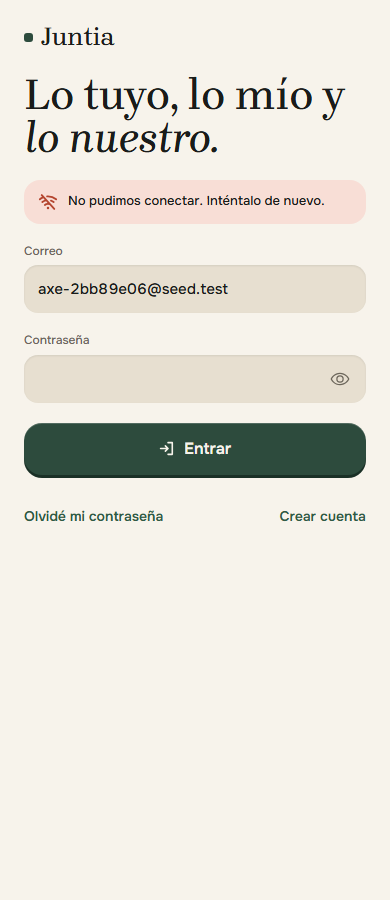 Juntia
Lo tuyo, lo mío y
lo nuestro.
No pudimos conectar. Inténtalo de nuevo.
Correo
axe-2bb89e06@seed.test
Contraseña
Entrar
Olvidé mi contraseña
Crear cuenta